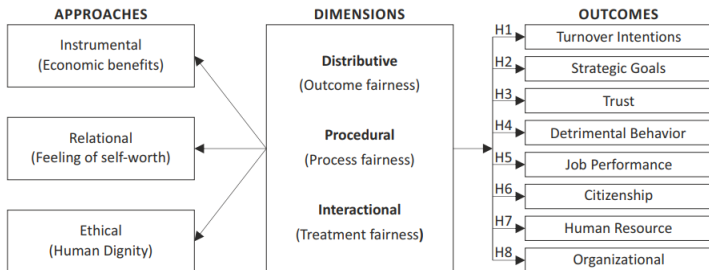 APPROACHES
Instrumental
(Economic benefits)
Relational
(Feeling of self-worth)
Ethical
(Human Dignity)
DIMENSIONS
Distributive
(Outcome fairness)
Procedural
(Process fairness)
Interactional
(Treatment fairness)
OUTCOMES
H1 Turnover Intentions
H2 Strategic Goals
H3 Trust
H4 Detrimental Behavior
H5 Job Performance
H6 Citizenship
H7 Human Resource
H8 Organizational